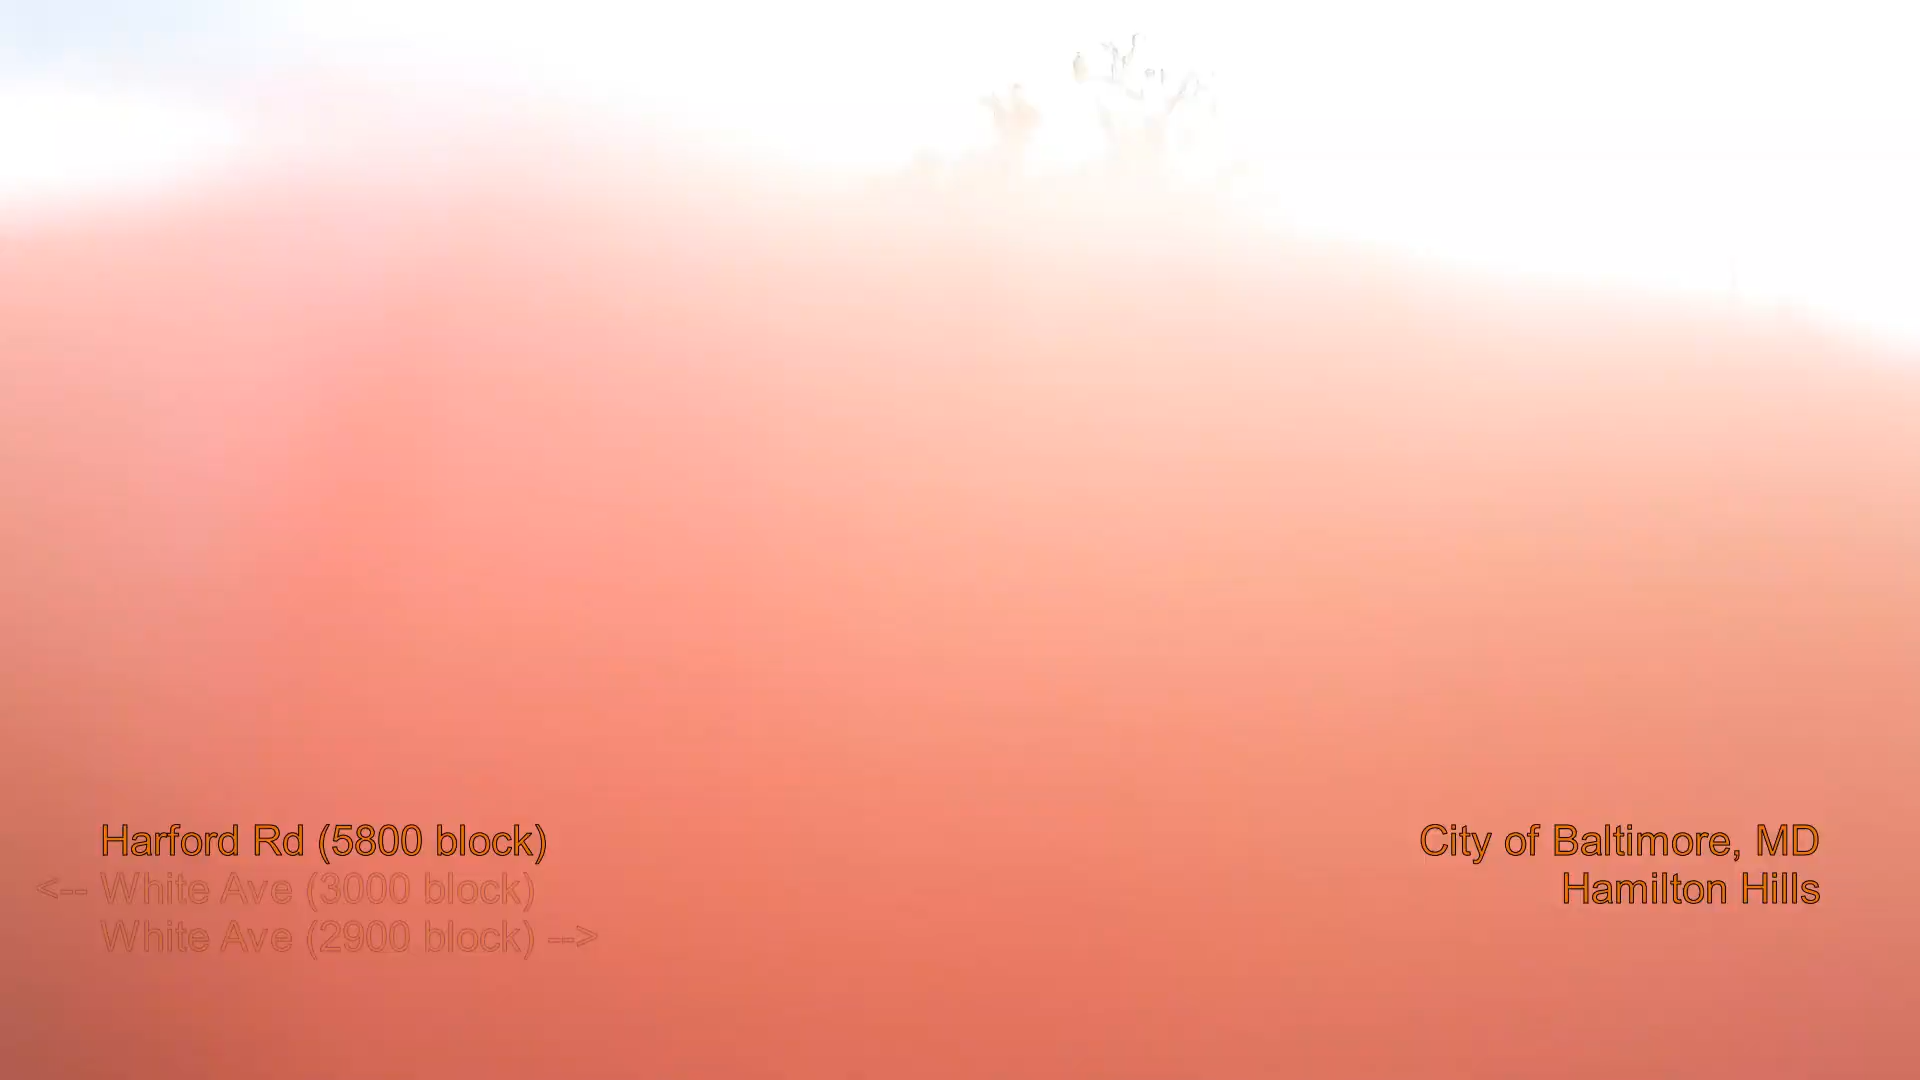 Harford Rd (5800 block)
<-- White Ave (3000 block)
White Ave (2900 block) -->
City of Baltimore, MD
Hamilton Hills